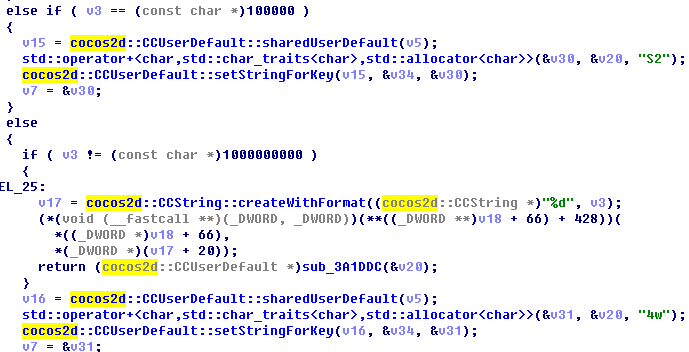 else if ( v3 == (const char *)100000 )
{
v15 = cocos2d::CCUserDefault::sharedUserDefault(v5);
std::operator+<char,std::char_traits<char>,std::allocator<char>>(&v30, &v20, "S2");
cocos2d::CCUserDefault::setStringForKey(v15, &v34, &v30);
v7 = &v30;
}
else
{
if ( v3 != (const char *)1000000000 )
{
EL_25:
v17 = cocos2d::CCString::createWithFormat((cocos2d::CCString *)"%d", v3);
(*(void (__fastcall **)(_DWORD, _DWORD))(**((_DWORD **)v18 + 66) + 428))(
*((_DWORD *)v18 + 66),
*(_DWORD *)(v17 + 20));
return (cocos2d::CCUserDefault *)sub_3A1DDC(&v20);
}
v16 = cocos2d::CCUserDefault::sharedUserDefault(v5);
std::operator+<char,std::char_traits<char>,std::allocator<char>>(&v31, &v20, "4w");
cocos2d::CCUserDefault::setStringForKey(v16, &v34, &v31);
v7 = &v31;